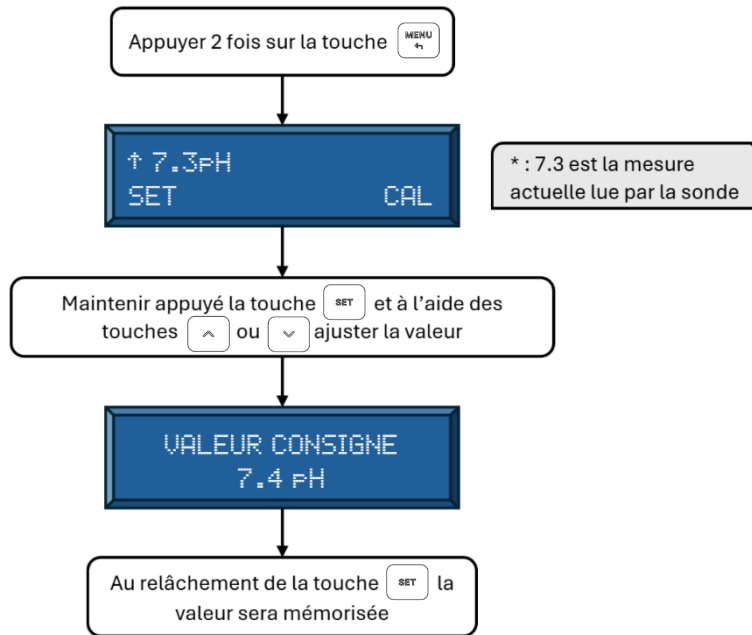 Appuyer 2 fois sur la touche MENU
↑ 7.3pH
SET CAL
* : 7.3 est la mesure
actuelle lue par la sonde
Maintenir appuyé la touche SET et à l’aide des
touches ^ ou ⌄ ajuster la valeur
VALEUR CONSIGNE
7.4 pH
Au relâchement de la touche SET la
valeur sera mémorisée